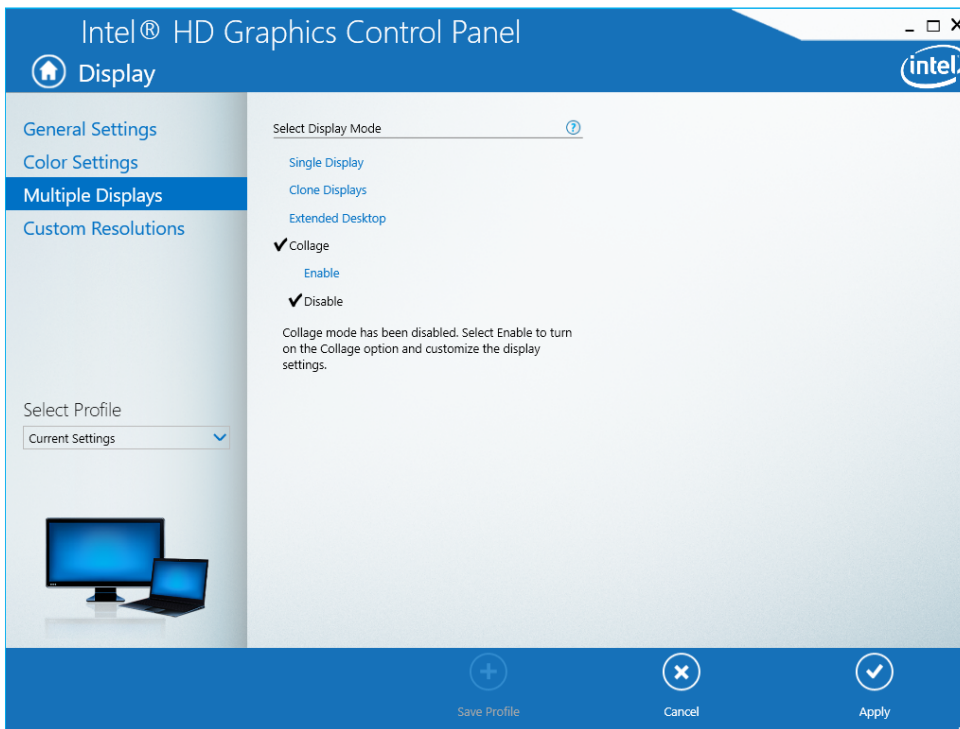 Intel® HD Graphics Control Panel
Display
intel
General Settings
Color Settings
Multiple Displays
Custom Resolutions
Select Profile
Current Settings
Select Display Mode
?
Single Display
Clone Displays
Extended Desktop
Collage
Enable
Disable
Collage mode has been disabled. Select Enable to turn
on the Collage option and customize the display
settings.
Save Profile
Cancel
Apply